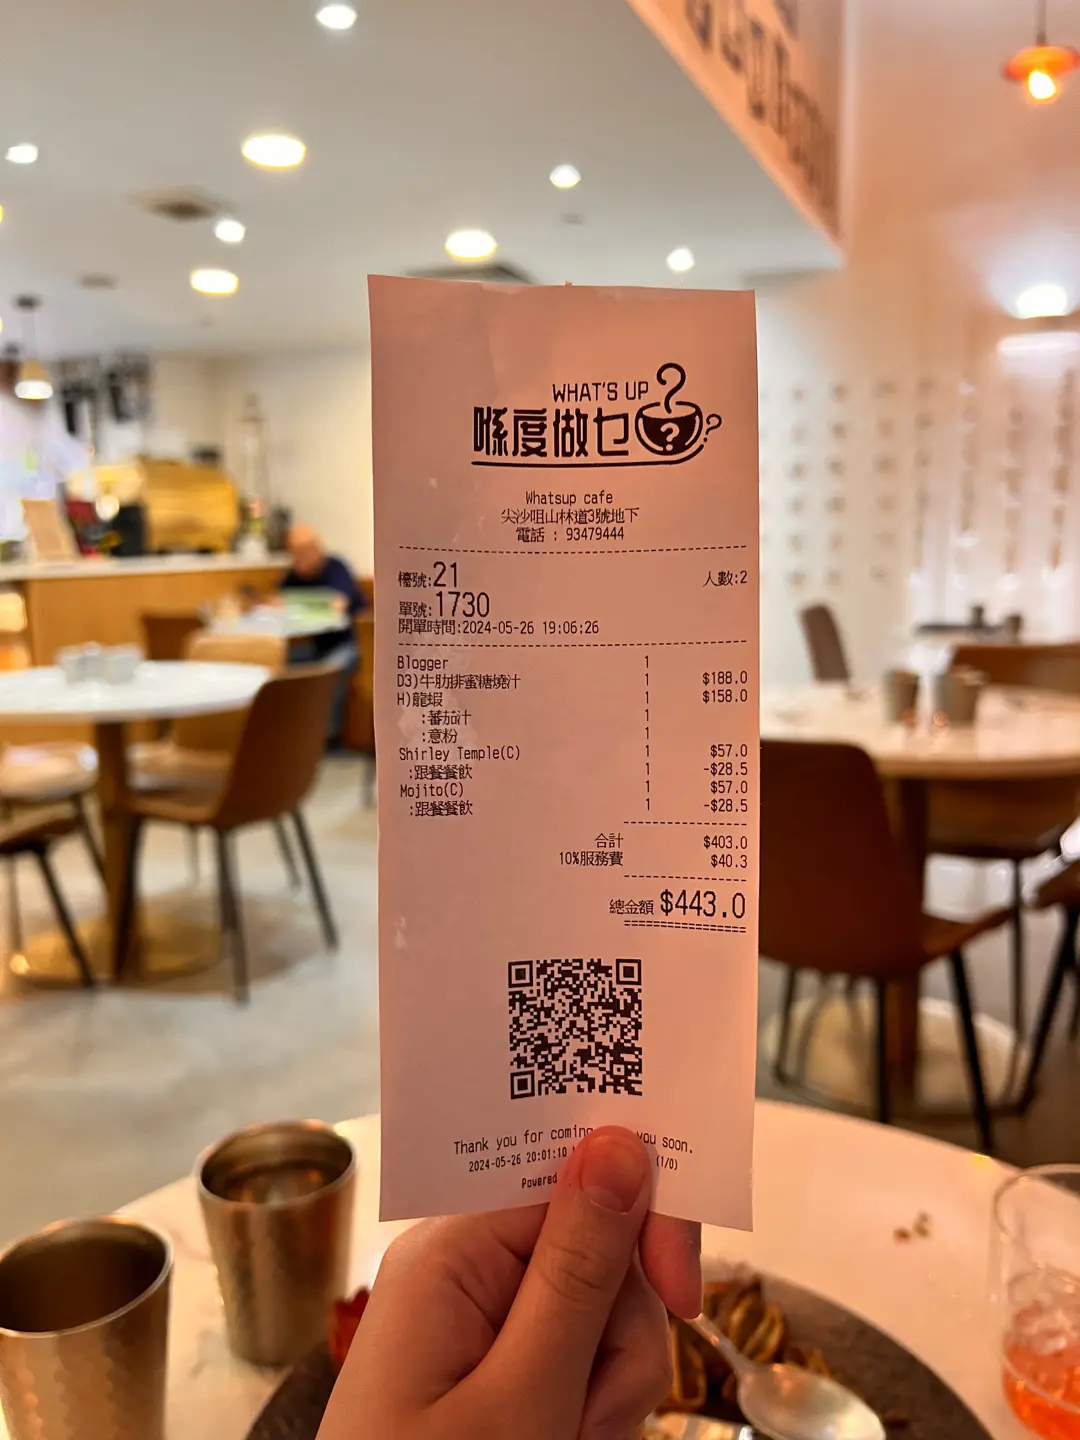 WHAT'S UP
喺度做乜
Whatsup cafe
尖沙咀山林道3號地下
電話 : 93479444
檯號:21 人數:2
單號:1730
開單時間:2024-05-26 19:06:26
Blogger 1
D3)牛肋排蜜糖燒汁 1 $188.0
H)龍蝦 1 $158.0
:蕃茄汁 1
:意粉 1
Shirley Temple(C) 1 $57.0
:跟餐餐飲 1 -$28.5
Mojito(C) 1 $57.0
:跟餐餐飲 1 -$28.5
合計 $403.0
10%服務費 $40.3
總金額 $443.0
Thank you for coming you soon.
2024-05-26 20:01:10 (1/0)
Powered